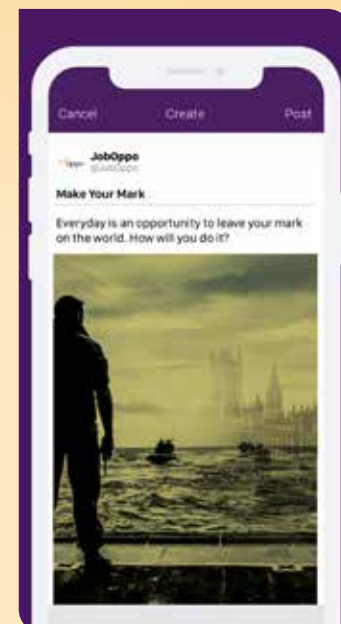 Cancel Create Post
JobOppo
@JobOppo
Make Your Mark
Everyday is an opportunity to leave your mark
on the world. How will you do it?